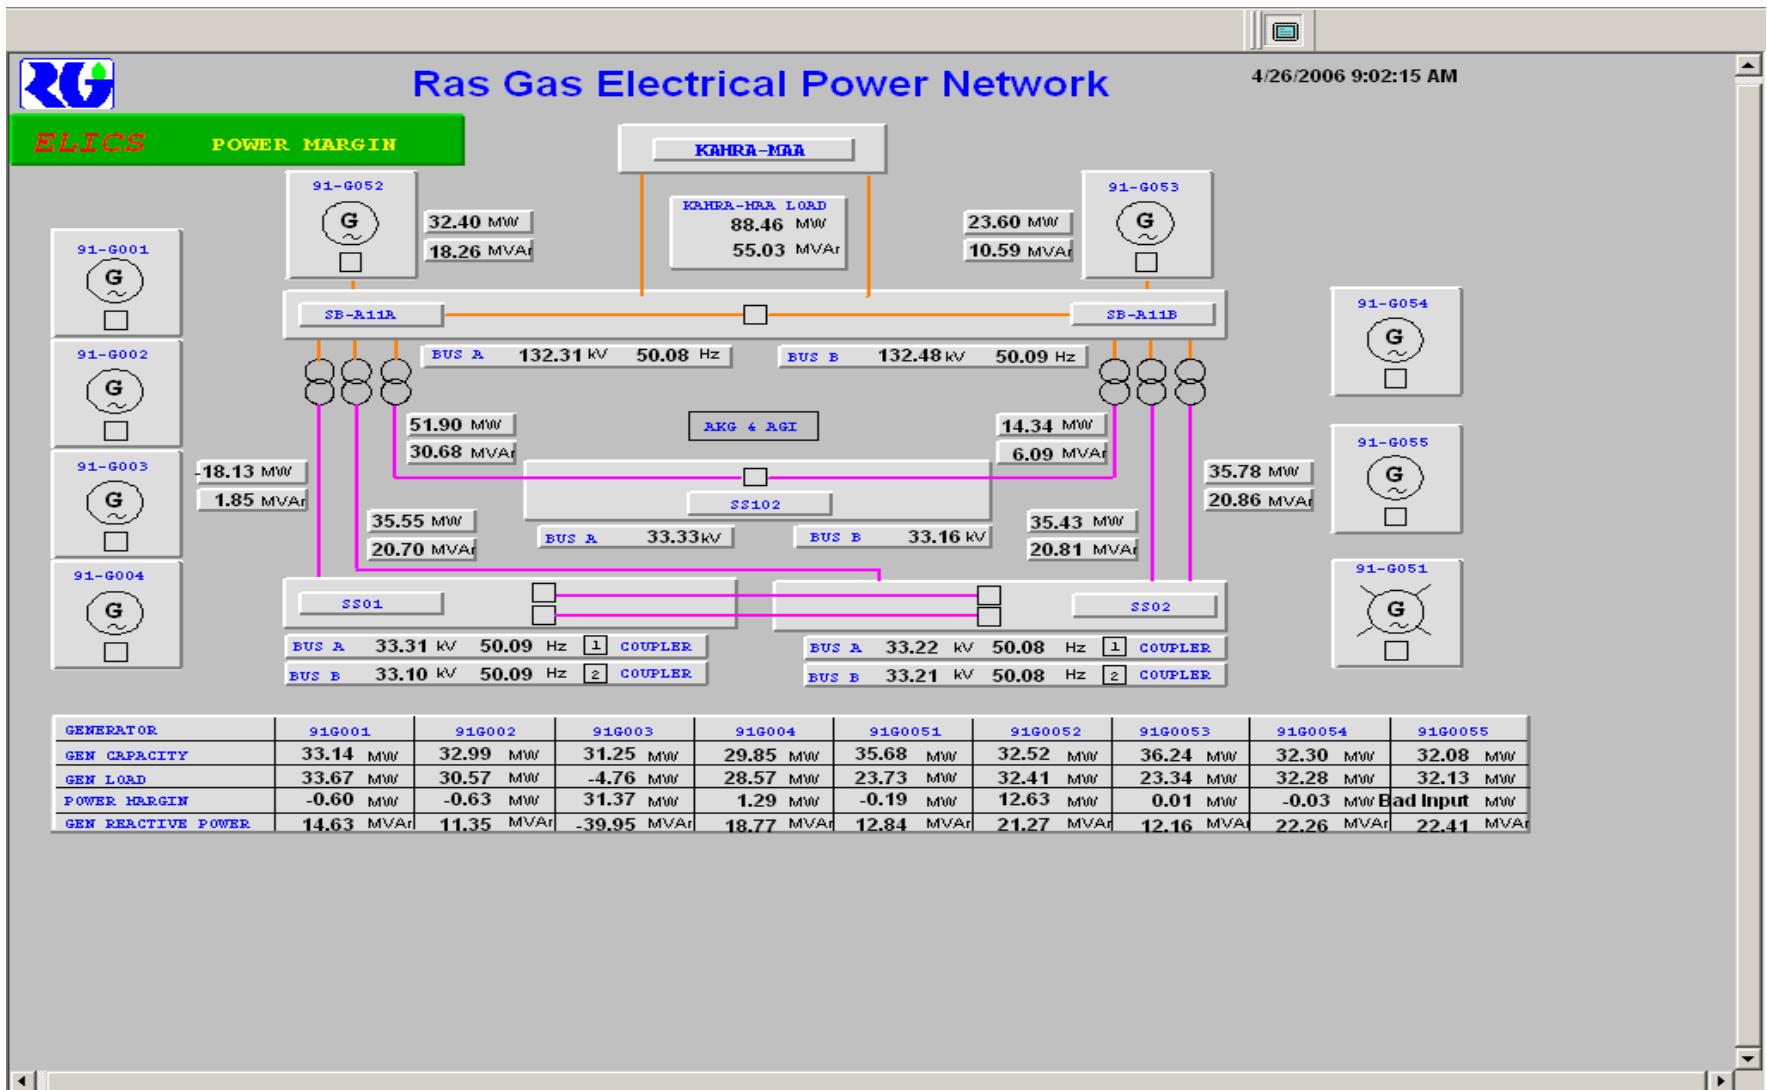 RG
Ras Gas Electrical Power Network
4/26/2006 9:02:15 AM
ELICS POWER MARGIN
KAHRA-MAA
91-G052
G
32.40 MW
18.26 MVAr
KAHRA-MAA LOAD
88.46 MW
55.03 MVAr
91-G053
G
23.60 MW
10.59 MVAr
91-G001
G
91-G002
G
91-G003
G
91-G004
G
SB-A11A
SB-A11B
BUS A 132.31 kV 50.08 Hz
BUS B 132.48 kV 50.09 Hz
91-G054
G
91-G055
G
91-G051
G
51.90 MW
30.68 MVAr
AKG & AGI
14.34 MW
6.09 MVAr
-18.13 MW
1.85 MVAr
35.78 MW
20.86 MVAr
SS102
35.55 MW
20.70 MVAr
BUS A 33.33 kV
BUS B 33.16 kV
35.43 MW
20.81 MVAr
SS01
SS02
BUS A 33.31 kV 50.09 Hz 1 COUPLER
BUS B 33.10 kV 50.09 Hz 2 COUPLER
BUS A 33.22 kV 50.08 Hz 1 COUPLER
BUS B 33.21 kV 50.08 Hz 2 COUPLER
GENERATOR 91G001 91G002 91G003 91G004 91G0051 91G0052 91G0053 91G0054 91G0055
GEN CAPACITY 33.14 MW 32.99 MW 31.25 MW 29.85 MW 35.68 MW 32.52 MW 36.24 MW 32.30 MW 32.08 MW
GEN LOAD 33.67 MW 30.57 MW -4.76 MW 28.57 MW 23.73 MW 32.41 MW 23.34 MW 32.28 MW 32.13 MW
POWER MARGIN -0.60 MW -0.63 MW 31.37 MW 1.29 MW -0.19 MW 12.63 MW 0.01 MW -0.03 MW Bad Input MW
GEN REACTIVE POWER 14.63 MVAr 11.35 MVAr -39.95 MVAr 18.77 MVAr 12.84 MVAr 21.27 MVAr 12.16 MVAr 22.26 MVAr 22.41 MVAr